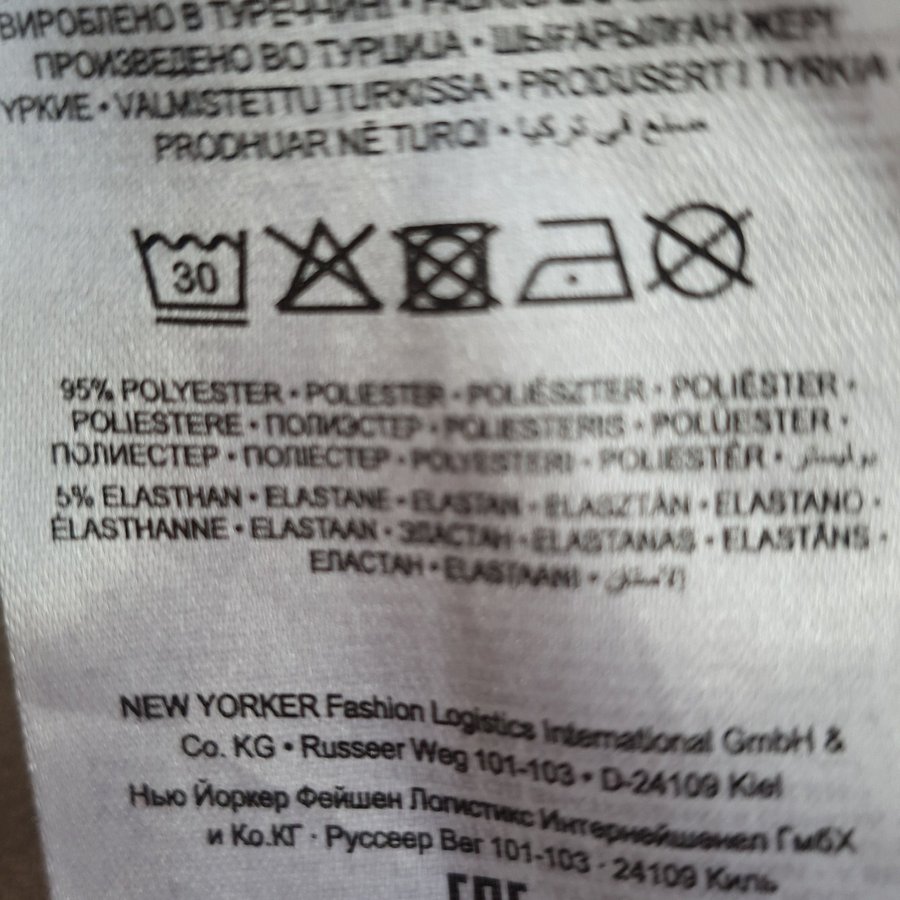 ВИРОБЛЕНО В ТУРЕЧЧИНІ •
ПРОИЗВЕДЕНО ВО ТУРЦИЈА • ШЫҒАРЫЛҒАН ЖЕРІ
ҮРКИЕ • VALMISTETTU TURKISSA • PRODUSERT I TYRKIA
PRODHUAR NË TURQI • صنع في تركيا
30
95% POLYESTER • POLIESTER • POLIÉSZTER • POLIÉSTER •
POLIESTERE • ПОЛИЭСТЕР • POLIESTERIS • POLÜESTER •
ПОЛИЕСТЕР • ПОЛІЕСТЕР • POLYESTERI • POLIESTËR • بوليستر
5% ELASTHAN • ELASTANE • ELASTAN • ELASZTÁN • ELASTANO •
ÉLASTHANNE • ELASTAAN • ЭЛАСТАН • ELASTANAS • ELASTĀNS •
ЕЛАСТАН • ELASTAANI •
NEW YORKER Fashion Logistics International GmbH &
Co. KG • Russeer Weg 101-103 • D-24109 Kiel
Нью Йоркер Фейшен Логистикс Интернейшенел ГмбХ
и Ко.КГ · Руссеер Вег 101-103 · 24109 Киль